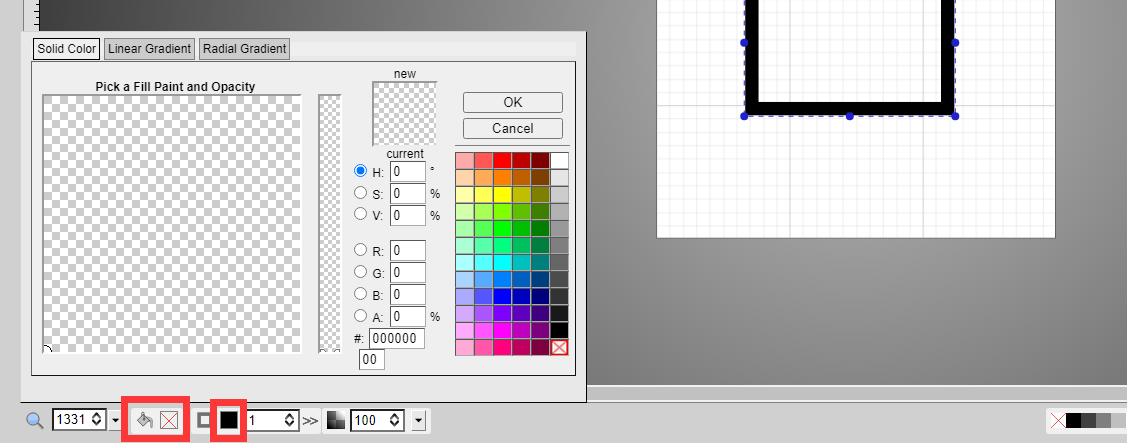 Solid Color Linear Gradient Radial Gradient
Pick a Fill Paint and Opacity
new
current
OK
Cancel
H: 0 °
S: 0 %
V: 0 %
R: 0
G: 0
B: 0
A: 0 %
#: 000000
00
1331 1 >> 100